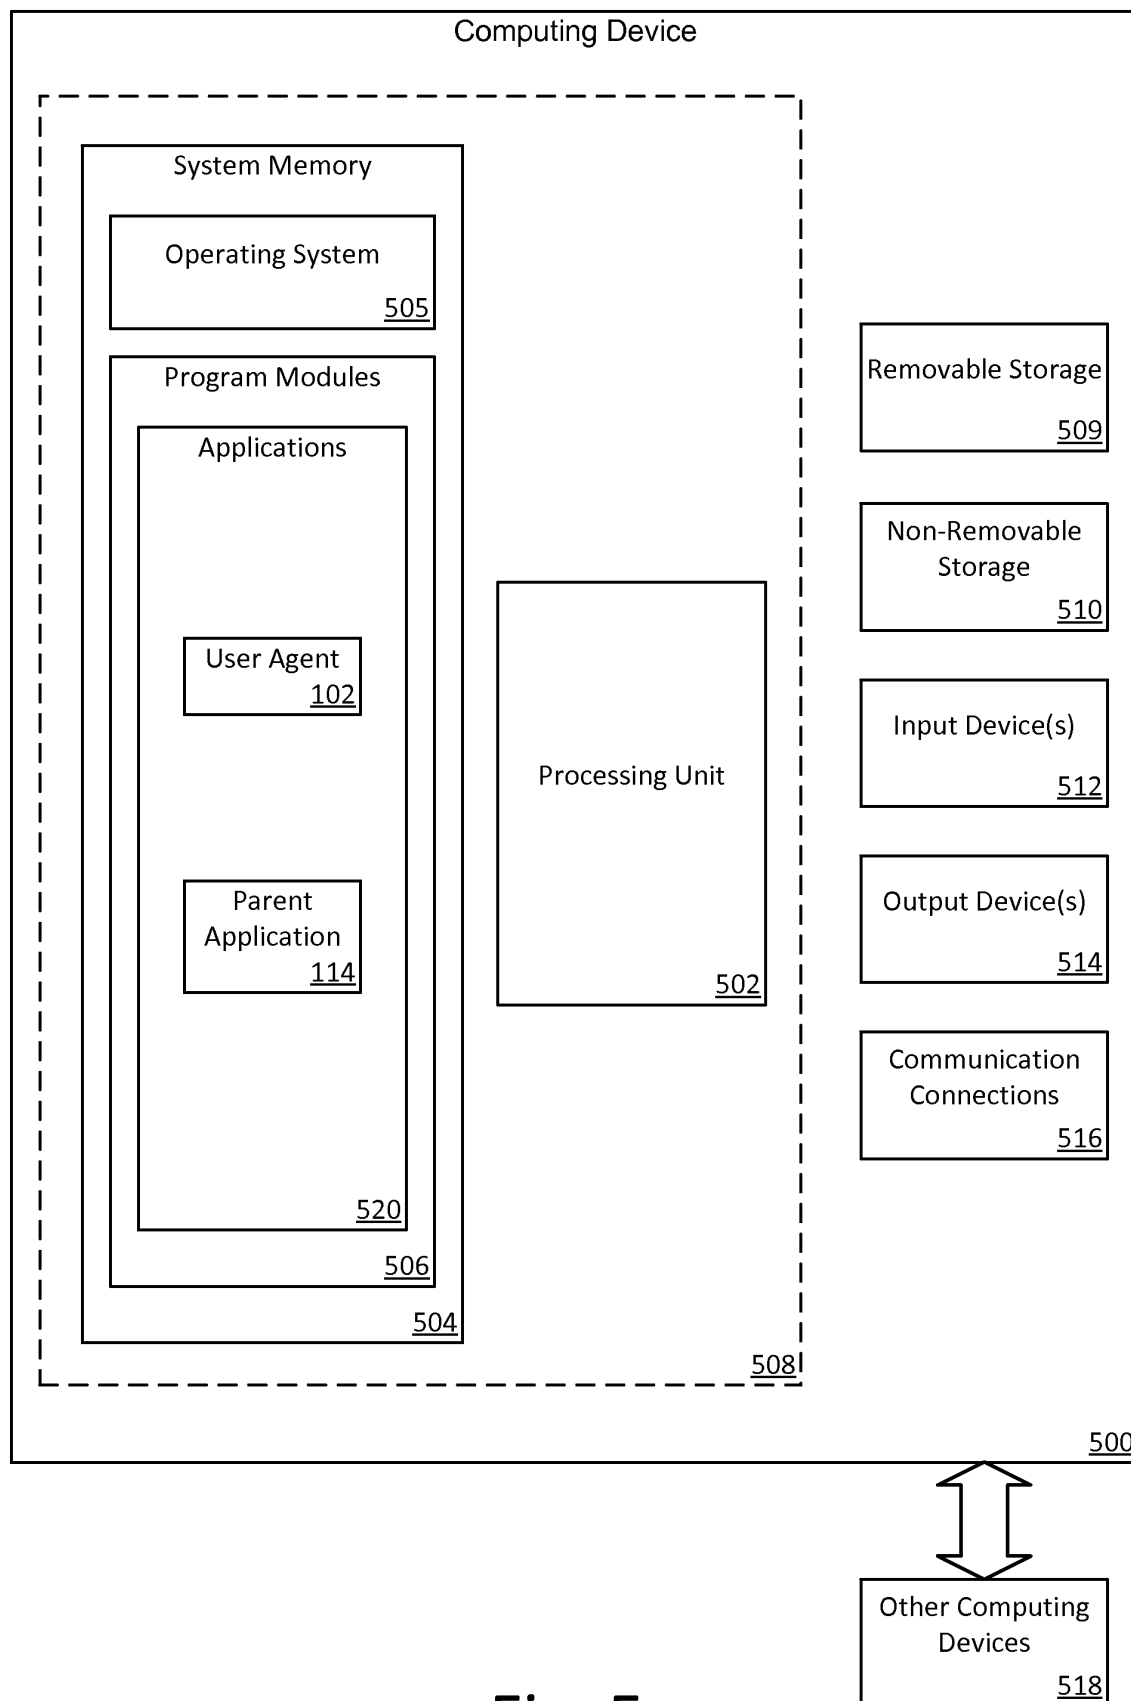 Computing Device
System Memory
Operating System
505
Program Modules
Applications
User Agent
102
Parent
Application
114
520
506
504
Processing Unit
502
508
Removable Storage
509
Non-Removable
Storage
510
Input Device(s)
512
Output Device(s)
514
Communication
Connections
516
500
Other Computing
Devices
518